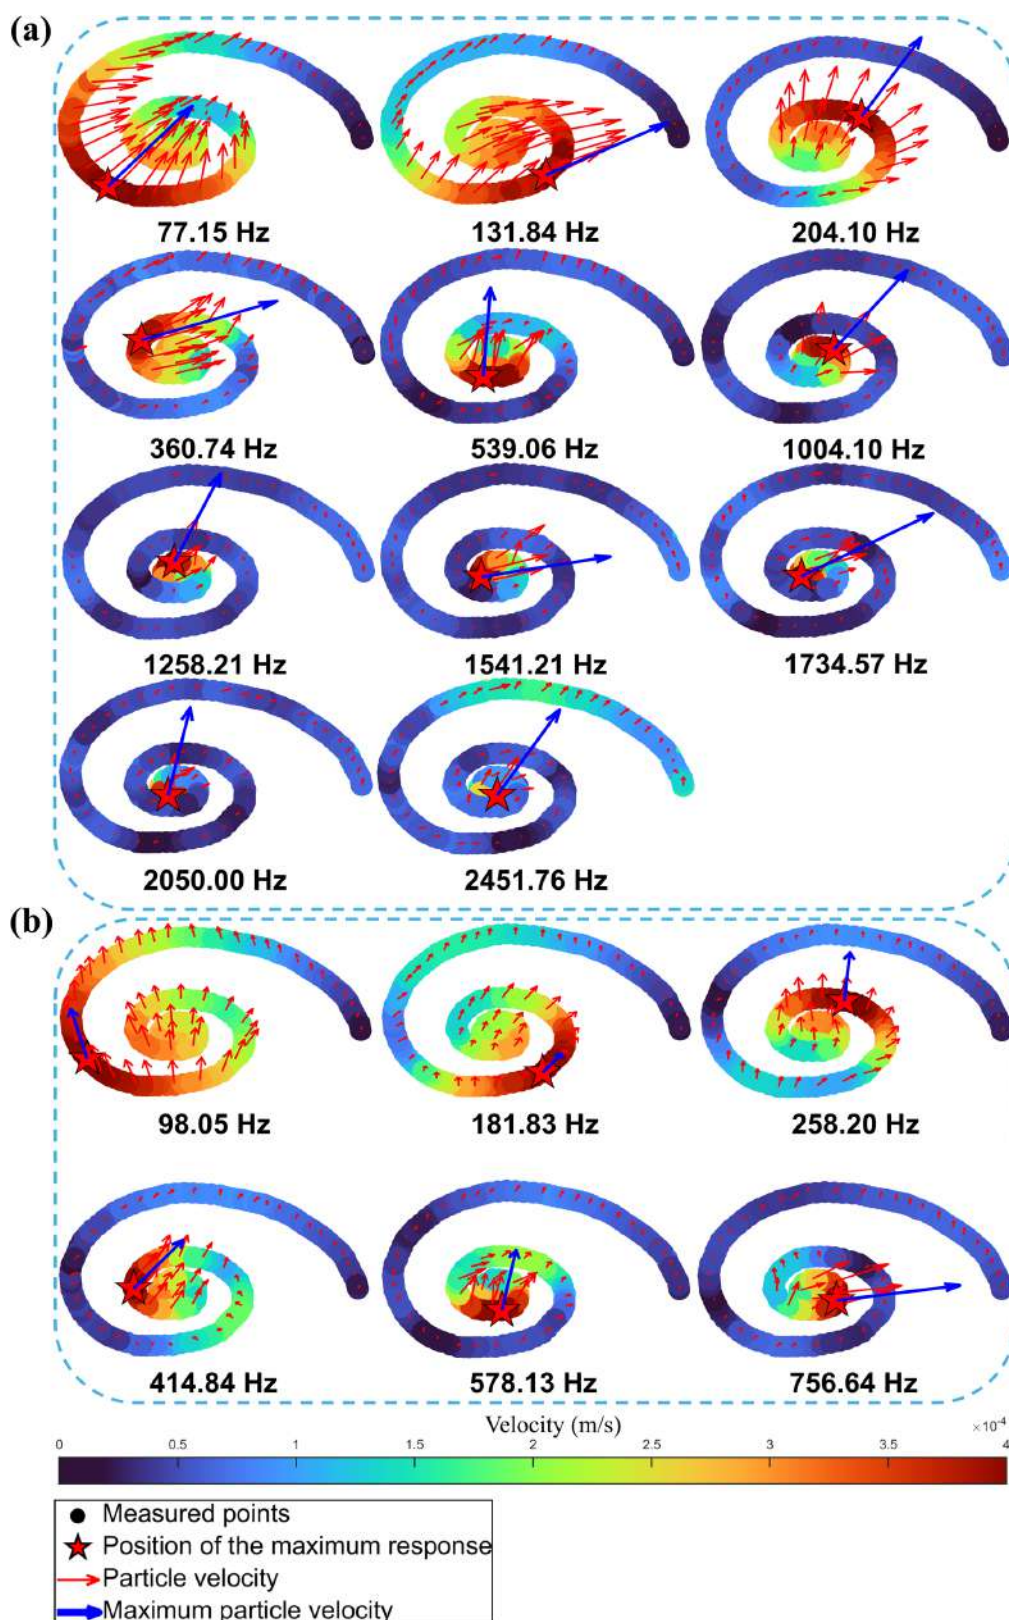 (a)
77.15 Hz 131.84 Hz 204.10 Hz
360.74 Hz 539.06 Hz 1004.10 Hz
1258.21 Hz 1541.21 Hz 1734.57 Hz
2050.00 Hz 2451.76 Hz
(b)
98.05 Hz 181.83 Hz 258.20 Hz
414.84 Hz 578.13 Hz 756.64 Hz
Velocity (m/s) ×10⁻⁴
0 0.5 1 1.5 2 2.5 3 3.5 4
Measured points
Position of the maximum response
Particle velocity
Maximum particle velocity